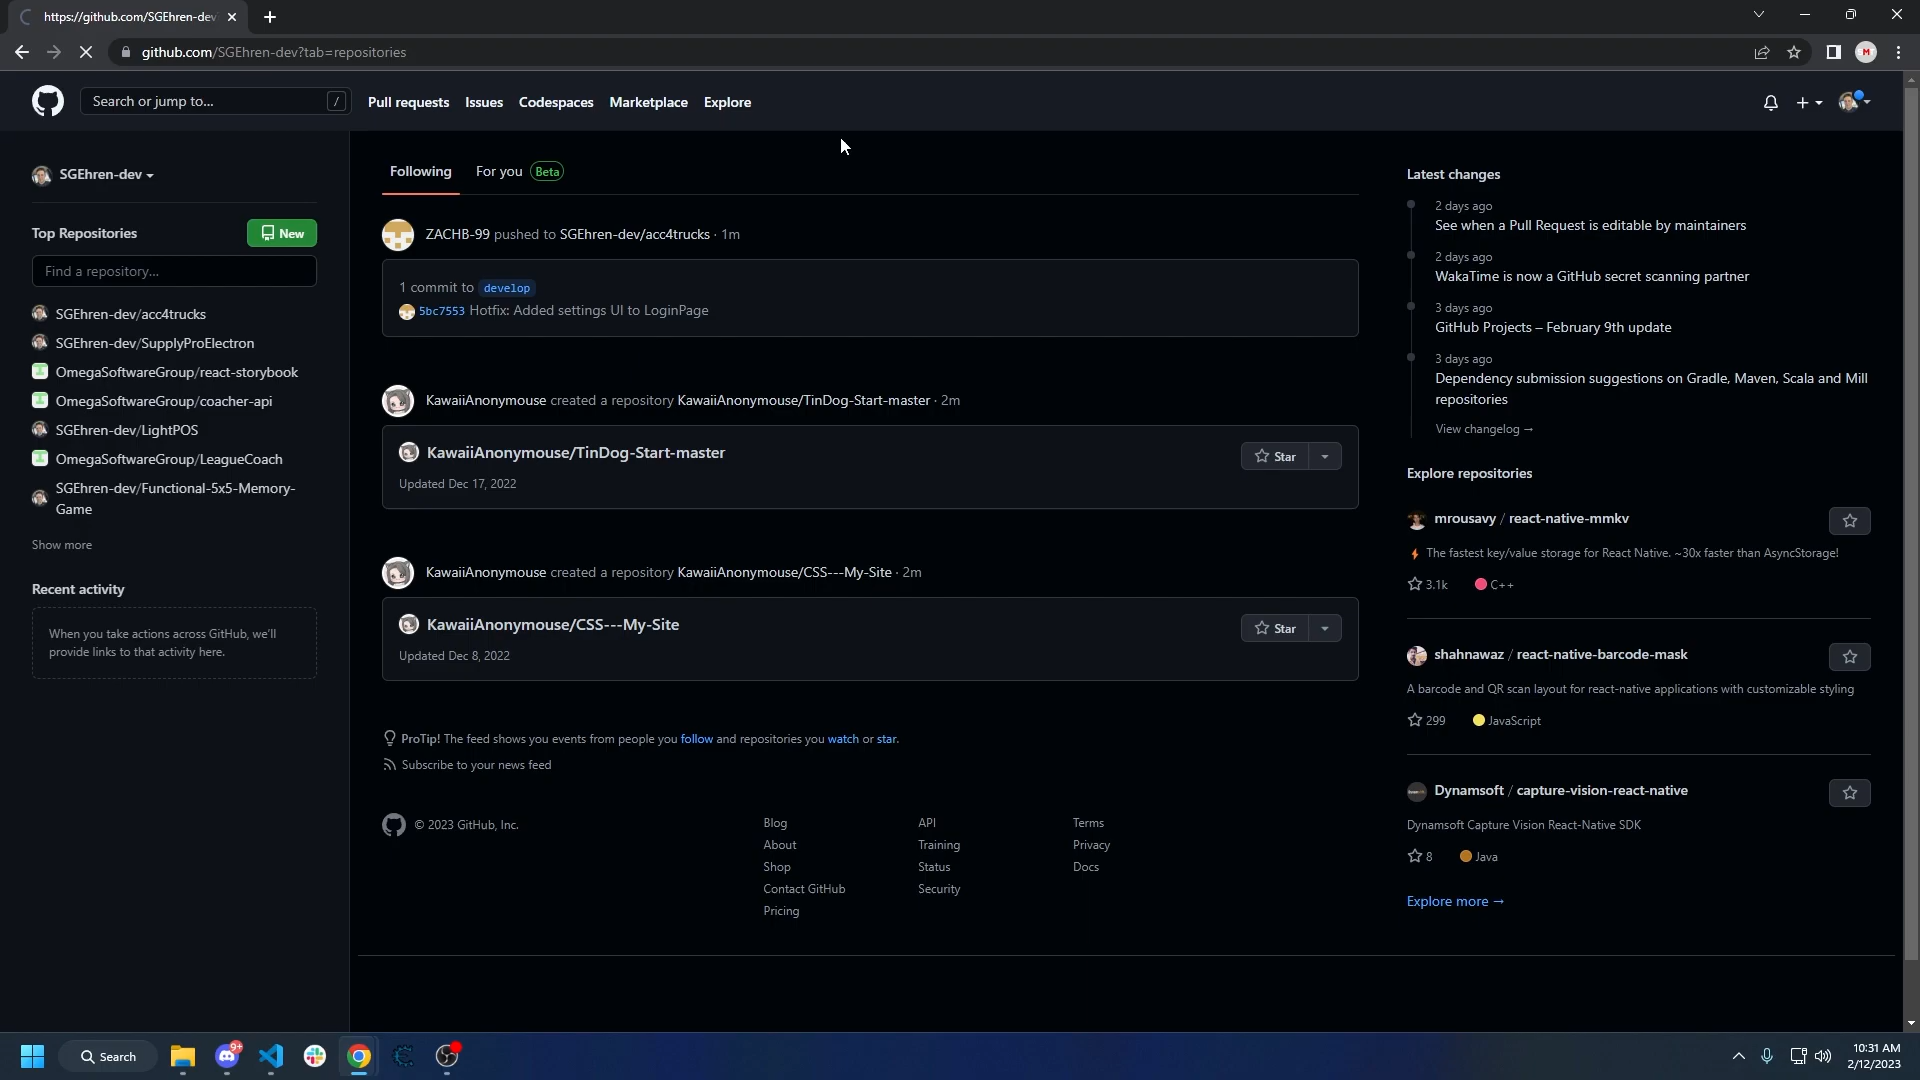 https://github.com/SGEhren-dev
github.com/SGEhren-dev?tab=repositories
M
Search or jump to...
/
Pull requests
Issues
Codespaces
Marketplace
Explore
SGEhren-dev
Top Repositories
New
Find a repository...
SGEhren-dev/acc4trucks
SGEhren-dev/SupplyProElectron
OmegaSoftwareGroup/react-storybook
OmegaSoftwareGroup/coacher-api
SGEhren-dev/LightPOS
OmegaSoftwareGroup/LeagueCoach
SGEhren-dev/Functional-5x5-Memory-
Game
Show more
Recent activity
When you take actions across GitHub, we'll
provide links to that activity here.
Following
For you Beta
ZACHB-99 pushed to SGEhren-dev/acc4trucks · 1m
1 commit to develop
5bc7553 Hotfix: Added settings UI to LoginPage
KawaiiAnonymouse created a repository KawaiiAnonymouse/TinDog-Start-master · 2m
KawaiiAnonymouse/TinDog-Start-master
Star
Updated Dec 17, 2022
KawaiiAnonymouse created a repository KawaiiAnonymouse/CSS---My-Site · 2m
KawaiiAnonymouse/CSS---My-Site
Star
Updated Dec 8, 2022
ProTip! The feed shows you events from people you follow and repositories you watch or star.
Subscribe to your news feed
© 2023 GitHub, Inc.
Blog
About
Shop
Contact GitHub
Pricing
API
Training
Status
Security
Terms
Privacy
Docs
Latest changes
2 days ago
See when a Pull Request is editable by maintainers
2 days ago
WakaTime is now a GitHub secret scanning partner
3 days ago
GitHub Projects – February 9th update
3 days ago
Dependency submission suggestions on Gradle, Maven, Scala and Mill
repositories
View changelog →
Explore repositories
mrousavy / react-native-mmkv
The fastest key/value storage for React Native. ~30x faster than AsyncStorage!
3.1k C++
shahnawaz / react-native-barcode-mask
A barcode and QR scan layout for react-native applications with customizable styling
299 JavaScript
Dynamsoft / capture-vision-react-native
Dynamsoft Capture Vision React-Native SDK
8 Java
Explore more →
Search
9+
10:31 AM
2/12/2023